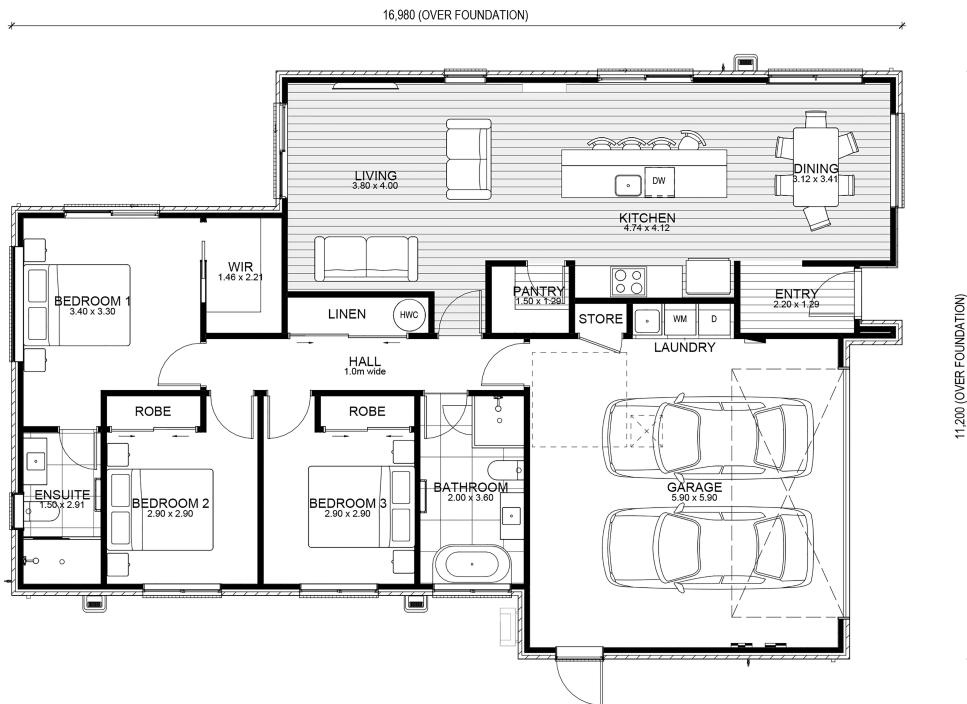 16,980 (OVER FOUNDATION)
LIVING
3.80 x 4.00
DW
DINING
3.12 x 3.41
KITCHEN
4.74 x 4.12
WIR
1.46 x 2.21
BEDROOM 1
3.40 x 3.30
PANTRY
1.50 x 1.29
ENTRY
2.20 x 1.29
LINEN
HWC
STORE
WM
D
LAUNDRY
HALL
1.0m wide
11,200 (OVER FOUNDATION)
ROBE
ROBE
ENSUITE
1.50 x 2.91
BEDROOM 2
2.90 x 2.90
BEDROOM 3
2.90 x 2.90
BATHROOM
2.00 x 3.60
GARAGE
5.90 x 5.90